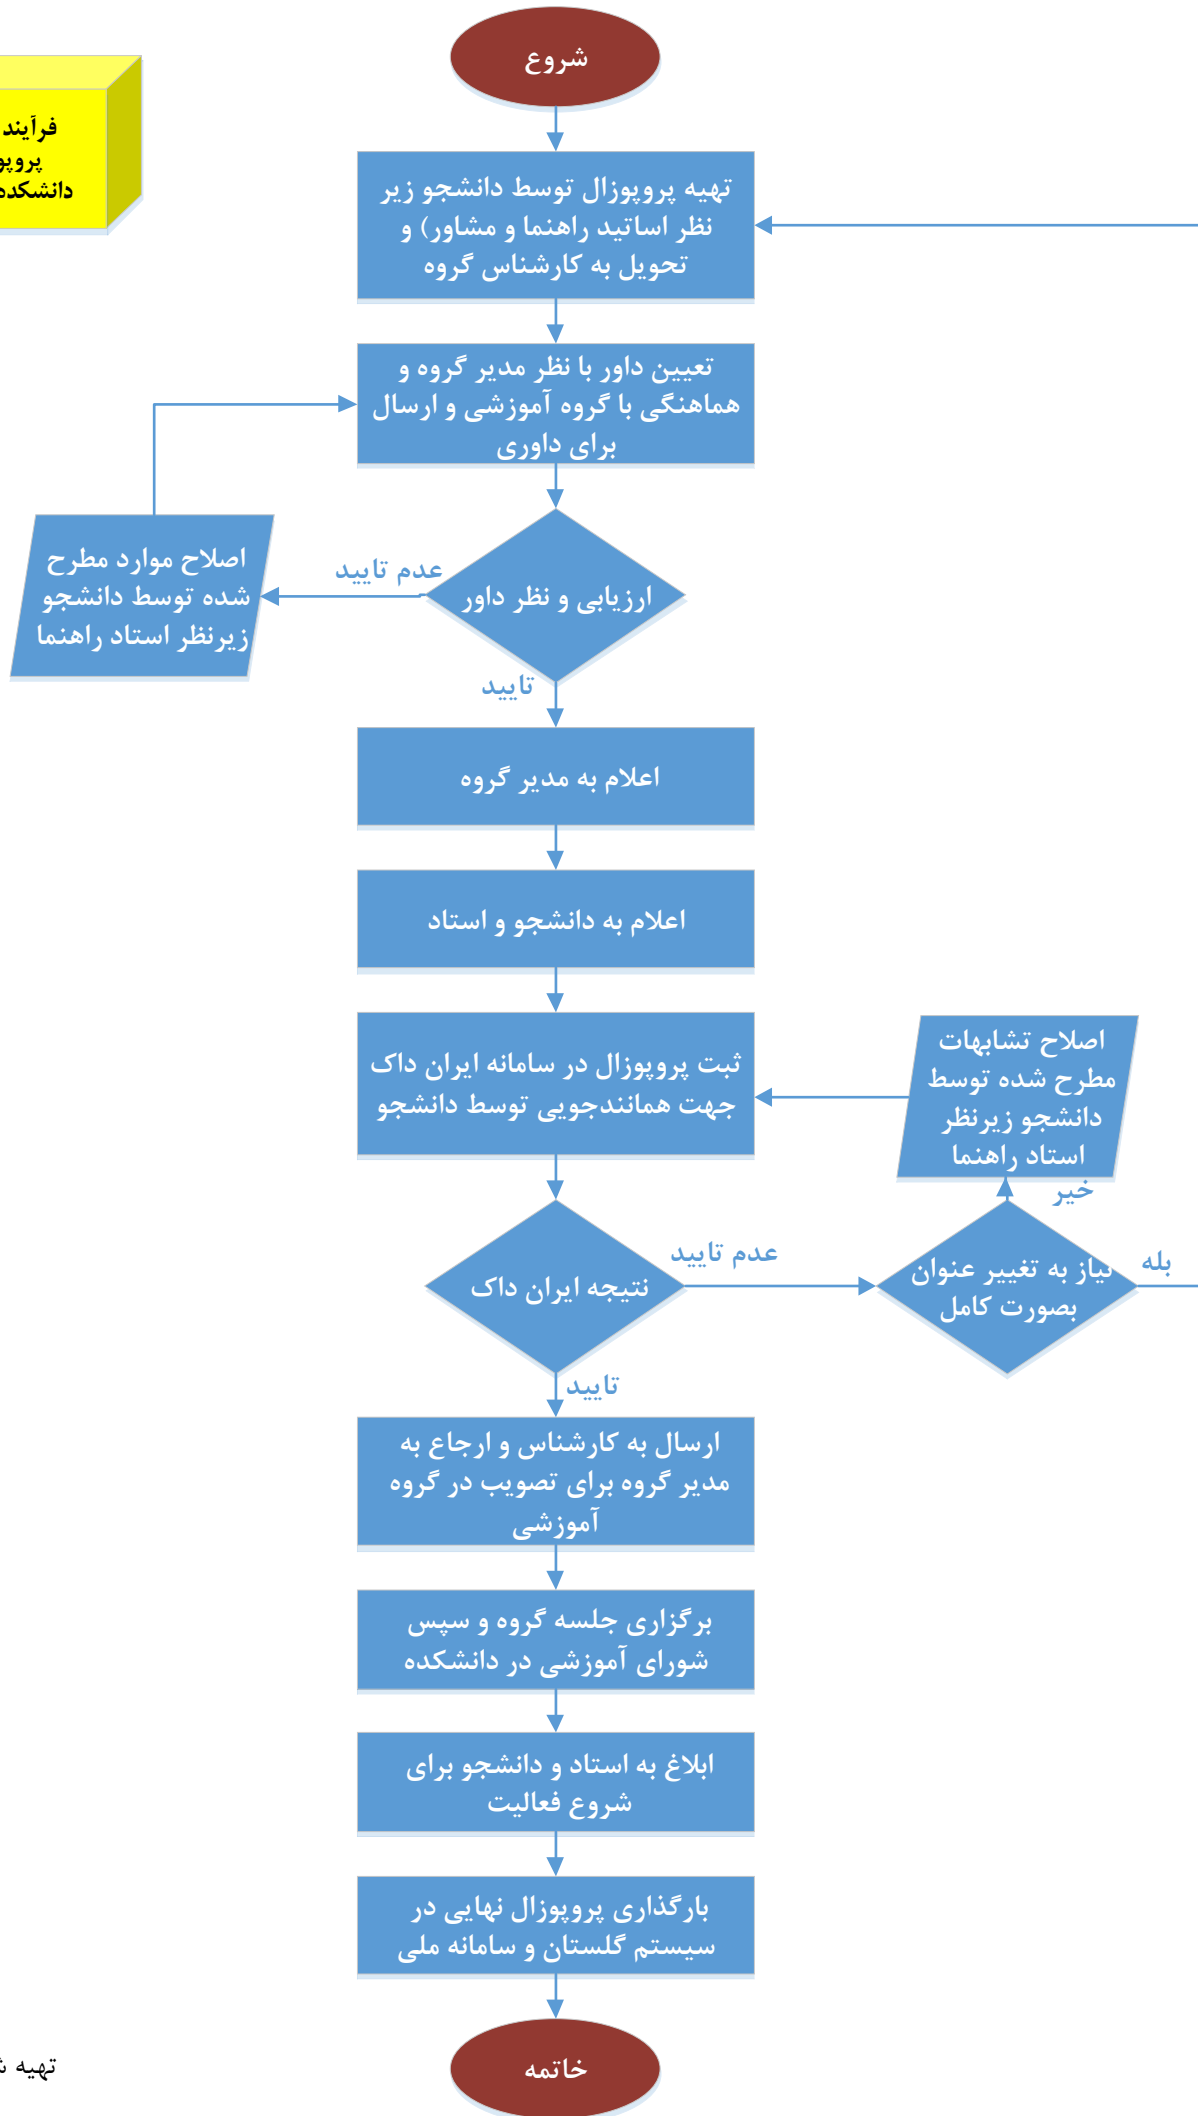 شروع
فرآیند
دانشکده
تهیه پروپوزال توسط دانشجو زیر
نظر اساتید راهنما و مشاور) و
تحویل به کارشناس گروه
تعیین داور با نظر مدیر گروه و
هماهنگی با گروه آموزشی و ارسال
برای داوری
ارزیابی و نظر داور
عدم تایید
اصلاح موارد مطرح
شده توسط دانشجو
زیرنظر استاد راهنما
تایید
اعلام به مدیر گروه
اعلام به دانشجو و استاد
ثبت پروپوزال در سامانه ایران داک
جهت همانندجویی توسط دانشجو
اصلاح تشابهات
مطرح شده توسط
دانشجو زیرنظر
استاد راهنما
خیر
نتیجه ایران داک
عدم تایید
نیاز به تغییر عنوان
بصورت کامل
بله
تایید
ارسال به کارشناس و ارجاع به
مدیر گروه برای تصویب در گروه
آموزشی
برگزاری جلسه گروه و سپس
شورای آموزشی در دانشکده
ابلاغ به استاد و دانشجو برای
شروع فعالیت
بارگذاری پروپوزال نهایی در
سیستم گلستان و سامانه ملی
خاتمه
تهیه